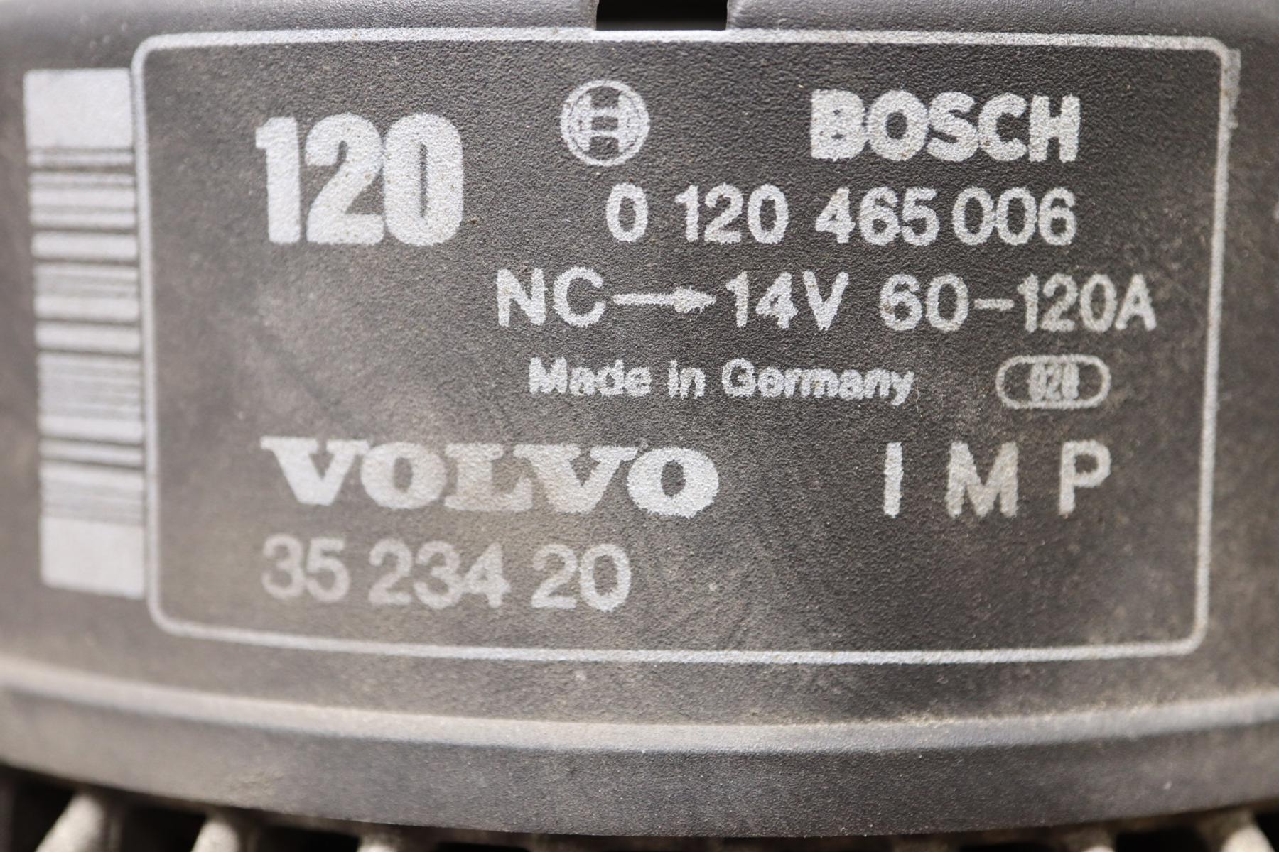 120 BOSCH
0 120 465 006
NC→14V 60-120A
Made in Germany
VOLVO IMP
35 234 20